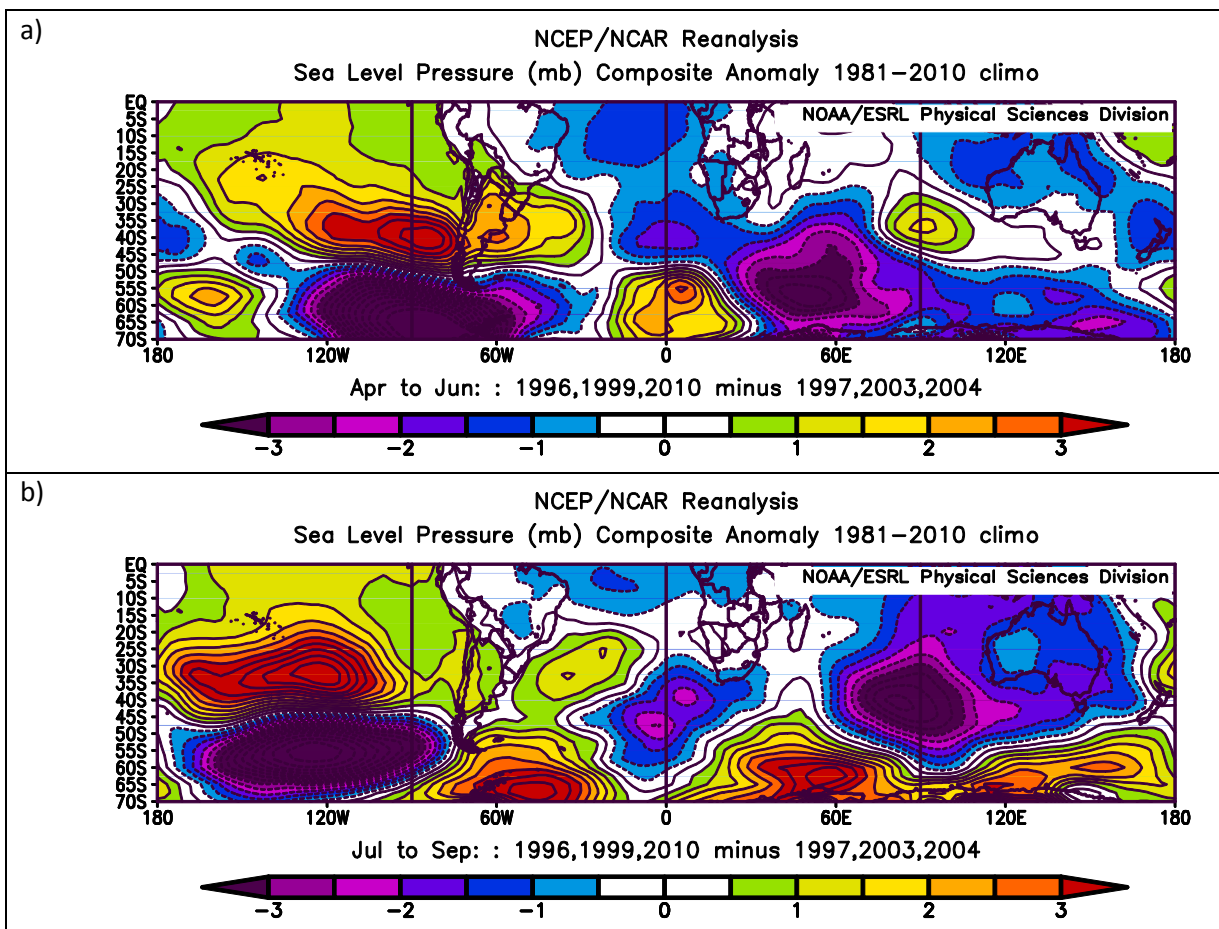 a)
NCEP/NCAR Reanalysis
Sea Level Pressure (mb) Composite Anomaly 1981−2010 climo
NOAA/ESRL Physical Sciences Division
EQ
5S
10S
15S
20S
25S
30S
35S
40S
45S
50S
55S
60S
65S
70S
180 120W 60W 0 60E 120E 180
Apr to Jun: : 1996,1999,2010 minus 1997,2003,2004
−3 −2 −1 0 1 2 3
b)
NCEP/NCAR Reanalysis
Sea Level Pressure (mb) Composite Anomaly 1981−2010 climo
NOAA/ESRL Physical Sciences Division
EQ
5S
10S
15S
20S
25S
30S
35S
40S
45S
50S
55S
60S
65S
70S
180 120W 60W 0 60E 120E 180
Jul to Sep: : 1996,1999,2010 minus 1997,2003,2004
−3 −2 −1 0 1 2 3